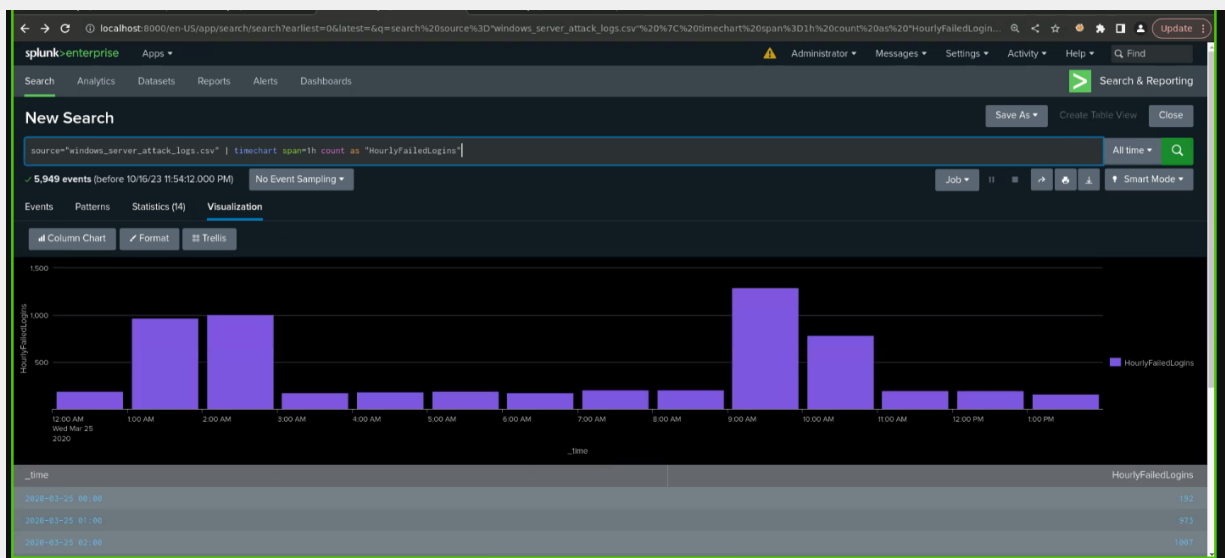 localhost:8000/en-US/app/search/search?earliest=0&latest=&q=search%20source%3D"windows_server_attack_logs.csv"%20%7C%20timechart%20span%3D1h%20count%20as%20"HourlyFailedLogin... Update
splunk>enterprise Apps Administrator Messages Settings Activity Help Find
Search Analytics Datasets Reports Alerts Dashboards Search & Reporting
New Search Save As Create Table View Close
source="windows_server_attack_logs.csv" | timechart span=1h count as "HourlyFailedLogins" All time
5,949 events (before 10/16/23 11:54:12.000 PM) No Event Sampling Job Smart Mode
Events Patterns Statistics (14) Visualization
Column Chart Format Trellis
1,500
1,000
500
HourlyFailedLogins
HourlyFailedLogins
12:00 AM 1:00 AM 2:00 AM 3:00 AM 4:00 AM 5:00 AM 6:00 AM 7:00 AM 8:00 AM 9:00 AM 10:00 AM 11:00 AM 12:00 PM 1:00 PM
Wed Mar 25
2020
_time
_time HourlyFailedLogins
2020-03-25 00:00 192
2020-03-25 01:00 973
2020-03-25 02:00 1007